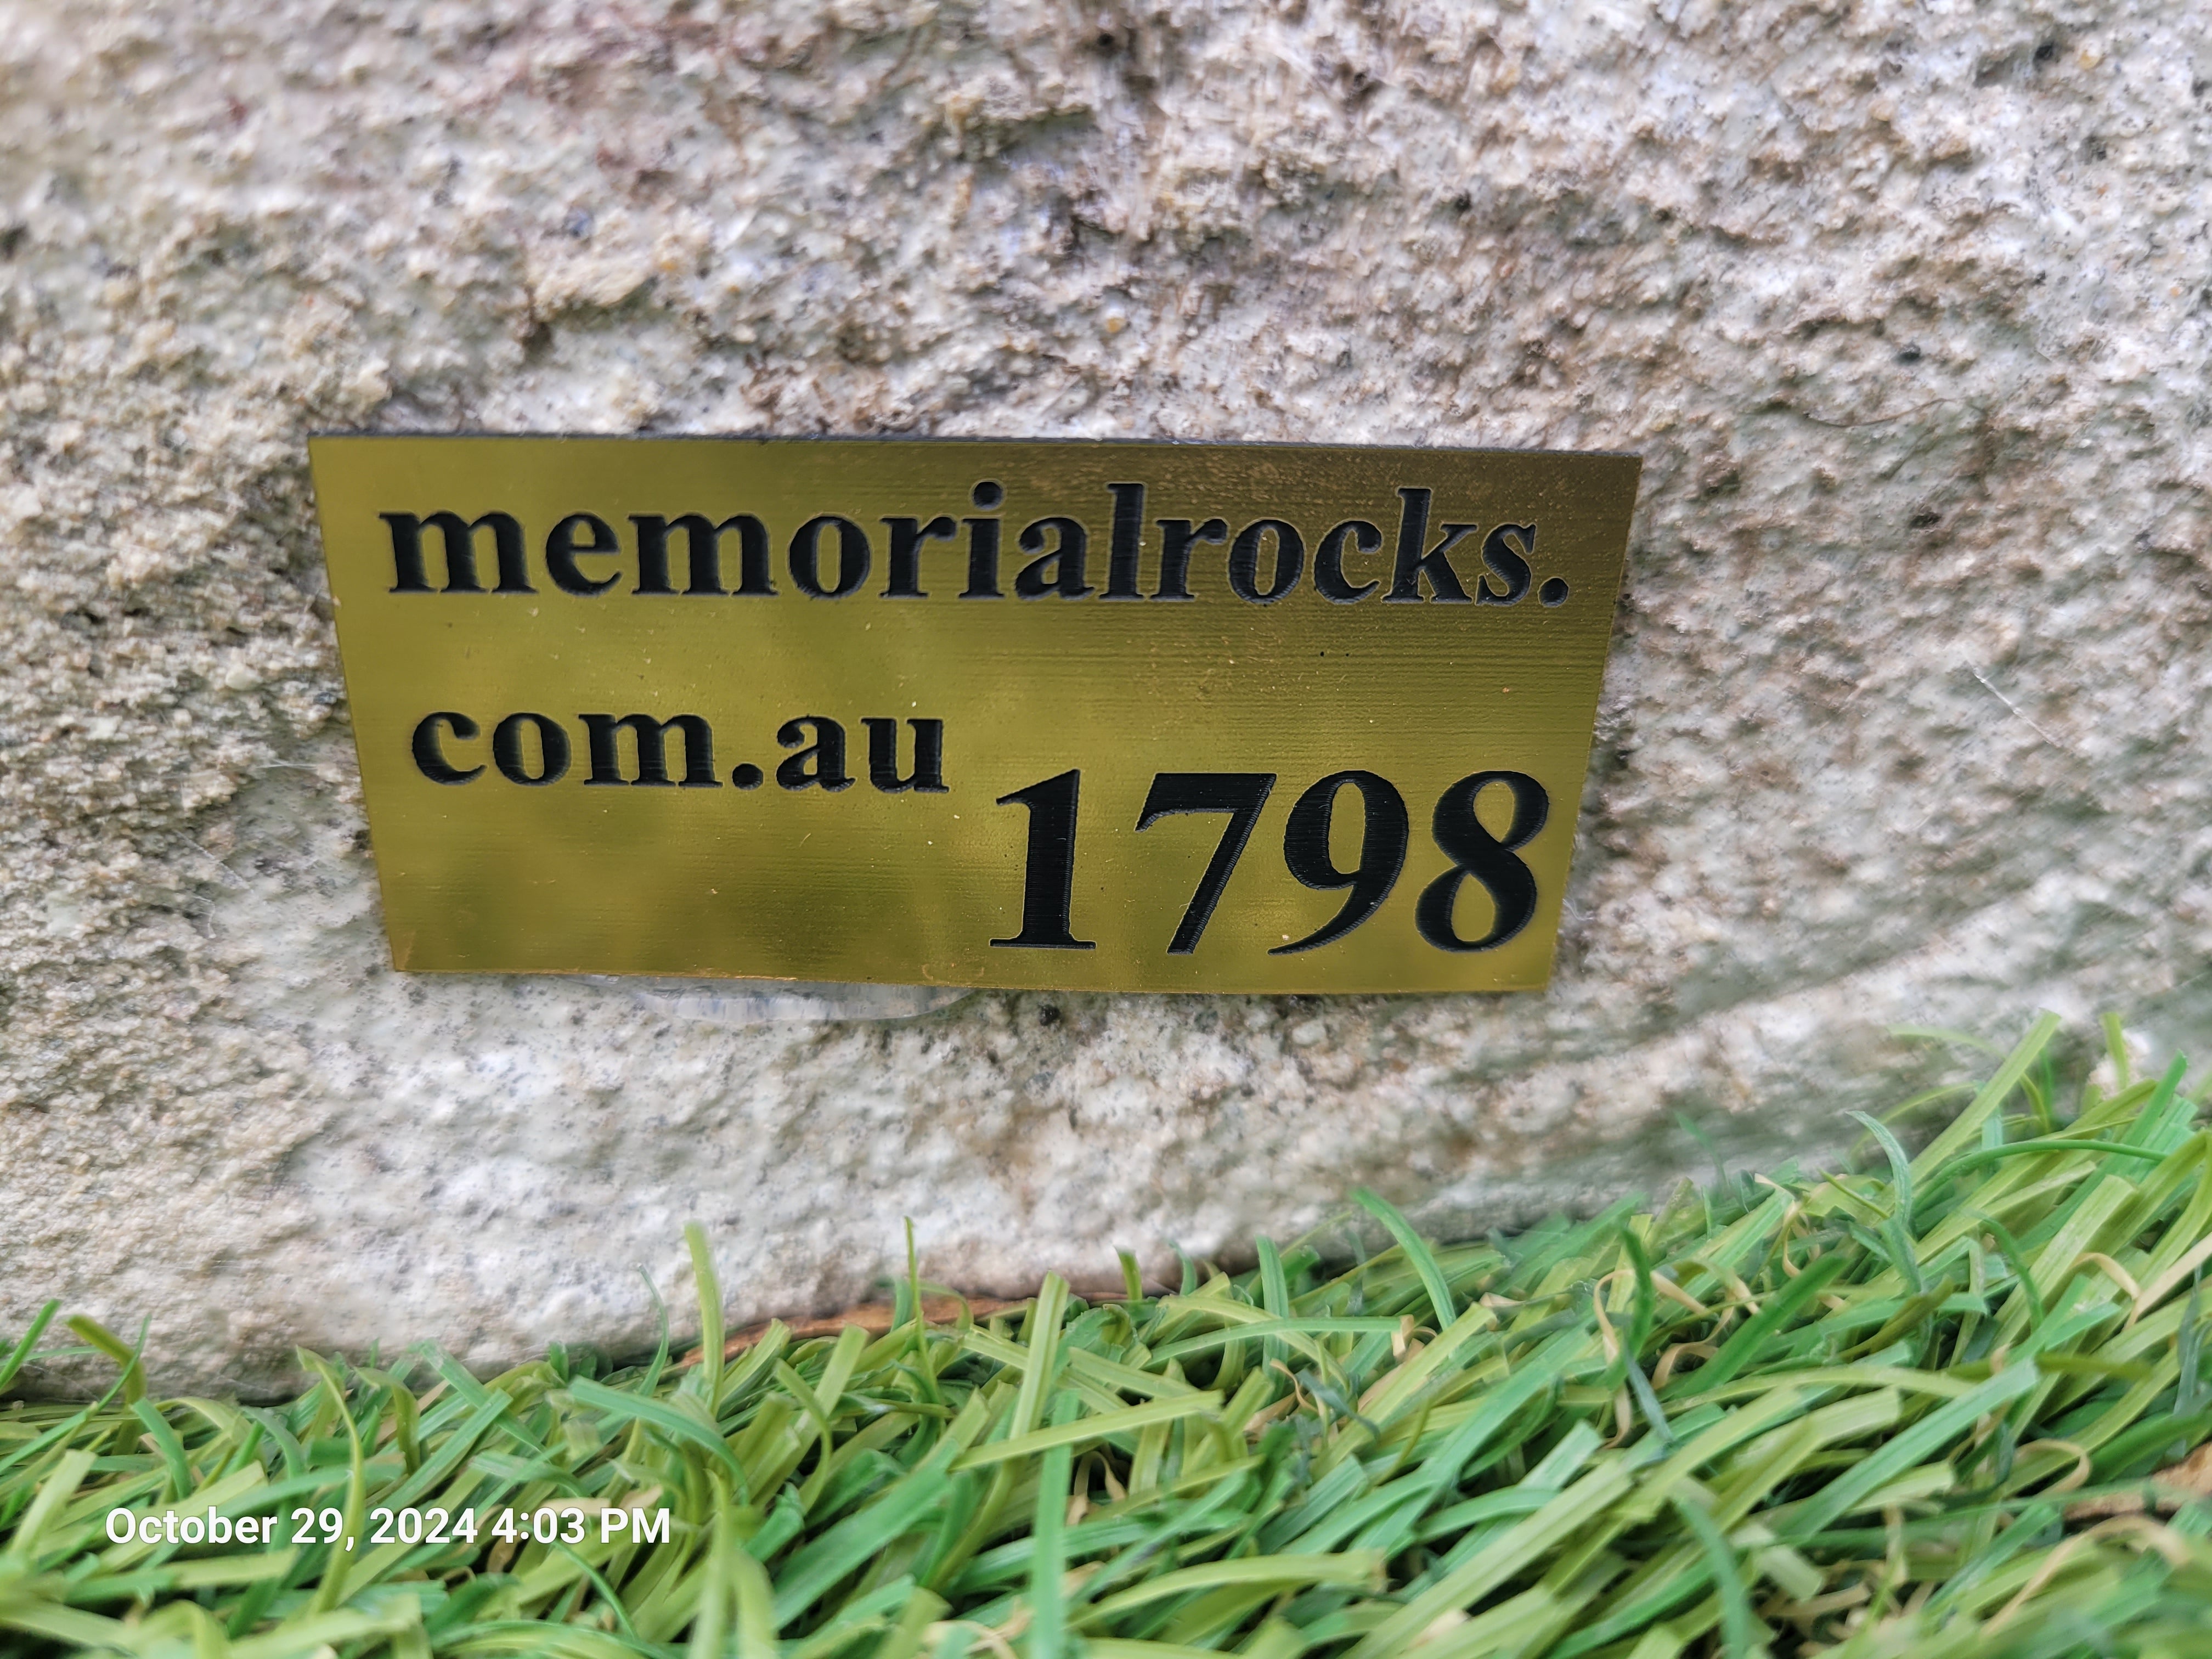 memorialrocks.
com.au
1798
October 29, 2024 4:03 PM